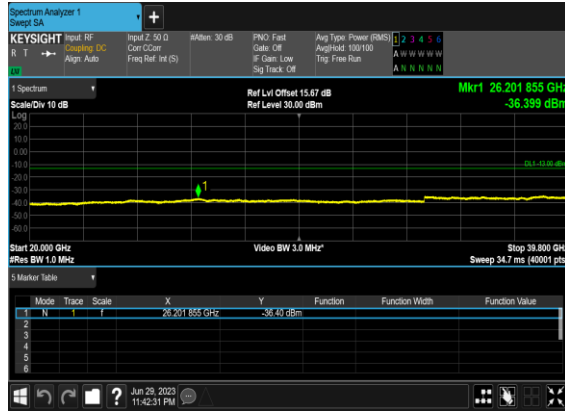 Spectrum Analyzer 1
Swept SA
KEYSIGHT Input: RF Input Z: 50 Ω #Atten: 30 dB PNO: Fast Avg Type: Power (RMS) 1 2 3 4 5 6
R T Coupling: DC Corr CCorr Gate: Off Avg|Hold: 100/100 A W W W W W
Align: Auto Freq Ref: Int (S) IF Gain: Low Trig: Free Run
Sig Track: Off A N N N N N
LXI
1 Spectrum Ref Lvl Offset 15.67 dB Mkr1 26.201 855 GHz
Scale/Div 10 dB Ref Level 30.00 dBm -36.399 dBm
Log
20.0
10.0
0.00
-10.0
DL1 -13.00 dBm
-20.0
-30.0
1
-40.0
-50.0
-60.0
Start 20.000 GHz Video BW 3.0 MHz* Stop 39.800 GHz
#Res BW 1.0 MHz Sweep 34.7 ms (40001 pts)
5 Marker Table
Mode Trace Scale X Y Function Function Width Function Value
1 N 1 f 26.201 855 GHz -36.40 dBm
2
3
4
5
6
? Jun 29, 2023
11:42:31 PM